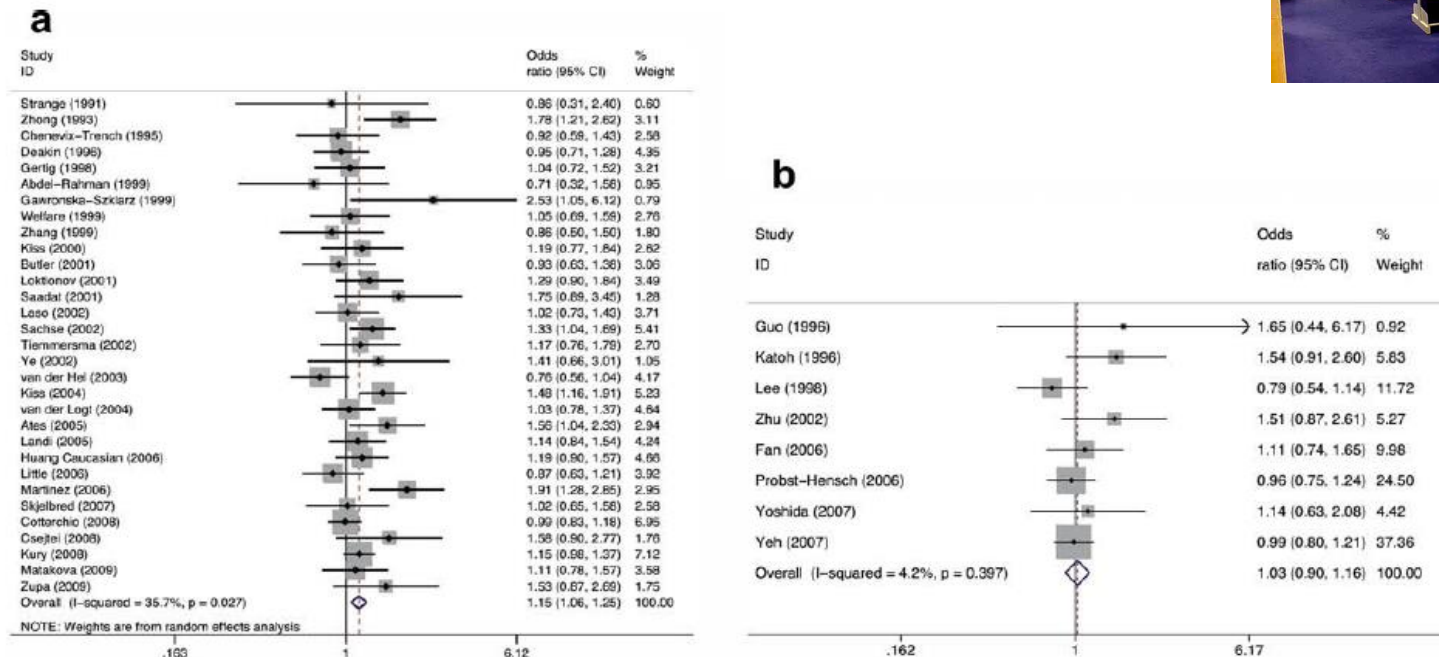 a
Study
ID
Odds
ratio (95% CI)
%
Weight
Strange (1991) 0.86 (0.31, 2.40) 0.60
Zhong (1993) 1.78 (1.21, 2.62) 3.11
Chenevix-Trench (1995) 0.92 (0.59, 1.43) 2.58
Deakin (1996) 0.95 (0.71, 1.28) 4.35
Gertig (1998) 1.04 (0.72, 1.52) 3.21
Abdel-Rahman (1999) 0.71 (0.32, 1.58) 0.95
Gawronska-Szklarz (1999) 2.53 (1.05, 6.12) 0.79
Welfare (1999) 1.05 (0.69, 1.59) 2.76
Zhang (1999) 0.86 (0.50, 1.50) 1.80
Kiss (2000) 1.19 (0.77, 1.84) 2.62
Butler (2001) 0.93 (0.63, 1.38) 3.06
Loktionov (2001) 1.29 (0.90, 1.84) 3.49
Saadat (2001) 1.75 (0.89, 3.45) 1.28
Laso (2002) 1.02 (0.73, 1.43) 3.71
Sachse (2002) 1.33 (1.04, 1.69) 5.41
Tiemmersma (2002) 1.17 (0.76, 1.79) 2.70
Ye (2002) 1.41 (0.66, 3.01) 1.05
van der Hel (2003) 0.76 (0.56, 1.04) 4.17
Kiss (2004) 1.48 (1.16, 1.91) 5.23
van der Logt (2004) 1.03 (0.78, 1.37) 4.64
Ates (2005) 1.56 (1.04, 2.33) 2.94
Landi (2005) 1.14 (0.84, 1.54) 4.24
Huang Caucasian (2006) 1.19 (0.90, 1.57) 4.66
Little (2006) 0.87 (0.63, 1.21) 3.92
Martinez (2006) 1.91 (1.28, 2.85) 2.95
Skjelbred (2007) 1.02 (0.65, 1.58) 2.58
Cotterchio (2008) 0.99 (0.83, 1.18) 6.95
Csejtei (2008) 1.58 (0.90, 2.77) 1.76
Kury (2008) 1.15 (0.98, 1.37) 7.12
Matakova (2009) 1.11 (0.78, 1.57) 3.58
Zupa (2009) 1.53 (0.87, 2.69) 1.75
Overall (I-squared = 35.7%, p = 0.027) 1.15 (1.06, 1.25) 100.00
NOTE: Weights are from random effects analysis
.163 1 6.12
b
Study
ID
Odds
ratio (95% CI)
%
Weight
Guo (1996) 1.65 (0.44, 6.17) 0.92
Katoh (1996) 1.54 (0.91, 2.60) 5.83
Lee (1998) 0.79 (0.54, 1.14) 11.72
Zhu (2002) 1.51 (0.87, 2.61) 5.27
Fan (2006) 1.11 (0.74, 1.65) 9.98
Probst-Hensch (2006) 0.96 (0.75, 1.24) 24.50
Yoshida (2007) 1.14 (0.63, 2.08) 4.42
Yeh (2007) 0.99 (0.80, 1.21) 37.36
Overall (I-squared = 4.2%, p = 0.397) 1.03 (0.90, 1.16) 100.00
.162 1 6.17